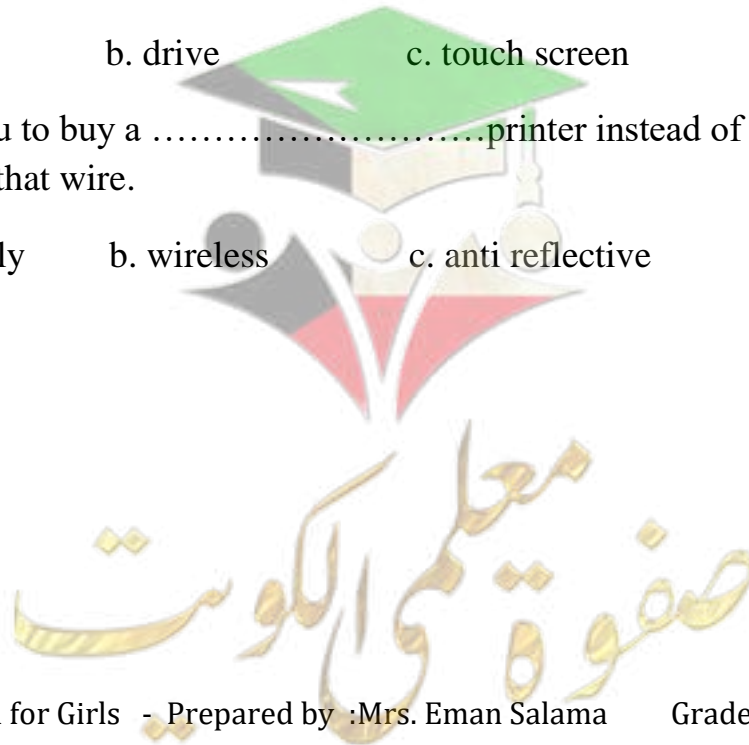 b. drive c. touch screen
u to buy a ………………………..printer instead of
that wire.
ly b. wireless c. anti reflective
صفوة معلمى الكويت
l for Girls - Prepared by :Mrs. Eman Salama Grade